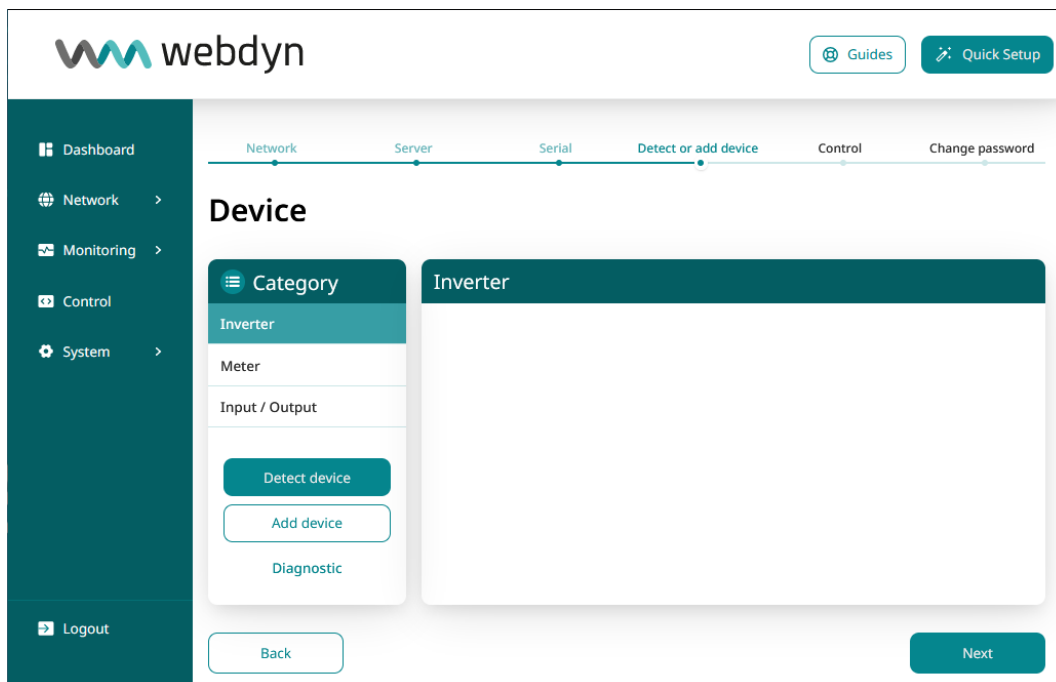 webdyn
Guides
Quick Setup
Dashboard
Network
Monitoring
Control
System
Logout
Network Server Serial Detect or add device Control Change password
Device
Category
Inverter
Meter
Input / Output
Detect device
Add device
Diagnostic
Inverter
Back
Next